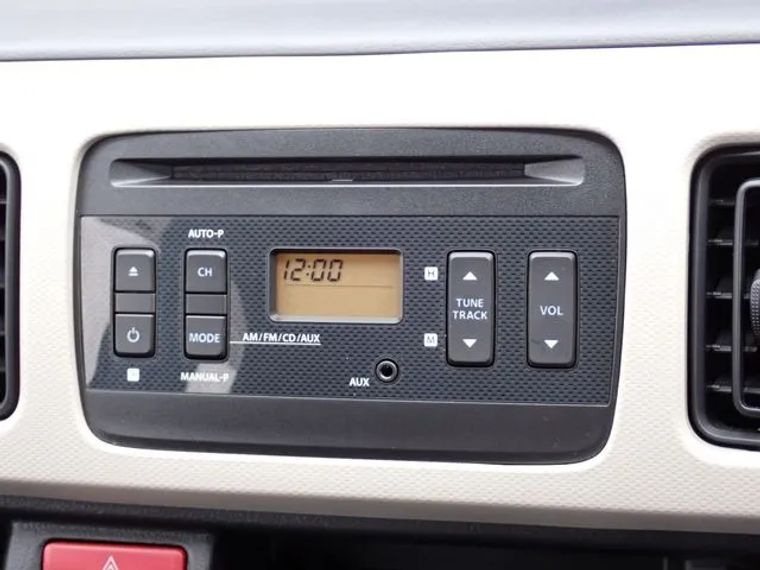 AUTO-P
CH
12:00
H
TUNE
TRACK
VOL
MODE
AM/FM/CD/AUX
M
MANUAL-P
AUX